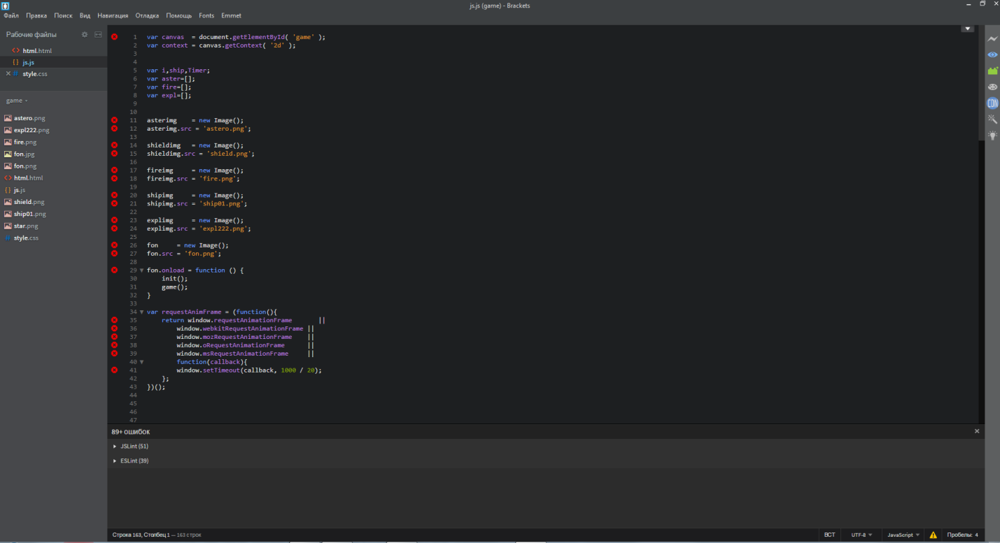 js.js (game) - Brackets
Файл Правка Поиск Вид Навигация Отладка Помощь Fonts Emmet
Рабочие файлы
<> html.html
{} js.js
× # style.css
game
astero.png
expl222.png
fire.png
fon.jpg
fon.png
<> html.html
{} js.js
shield.png
ship01.png
star.png
# style.css
1 var canvas  = document.getElementById( 'game' );
2 var context = canvas.getContext( '2d' );
3
4
5 var i,ship,Timer;
6 var aster=[];
7 var fire=[];
8 var expl=[];
9
10
11 asterimg    = new Image();
12 asterimg.src = 'astero.png';
13
14 shieldimg   = new Image();
15 shieldimg.src = 'shield.png';
16
17 fireimg     = new Image();
18 fireimg.src = 'fire.png';
19
20 shipimg     = new Image();
21 shipimg.src = 'ship01.png';
22
23 explimg     = new Image();
24 explimg.src = 'expl222.png';
25
26 fon     = new Image();
27 fon.src = 'fon.png';
28
29 fon.onload = function () {
30     init();
31     game();
32 }
33
34 var requestAnimFrame = (function(){
35     return window.requestAnimationFrame       ||
36         window.webkitRequestAnimationFrame ||
37         window.mozRequestAnimationFrame    ||
38         window.oRequestAnimationFrame      ||
39         window.msRequestAnimationFrame     ||
40         function(callback){
41         window.setTimeout(callback, 1000 / 20);
42     };
43 })();
44
45
46
47
CDN
89+ ошибок ×
JSLint (51)
ESLint (39)
Строка 163, Столбец 1 — 163 строк ВСТ UTF-8 JavaScript Пробелы: 4